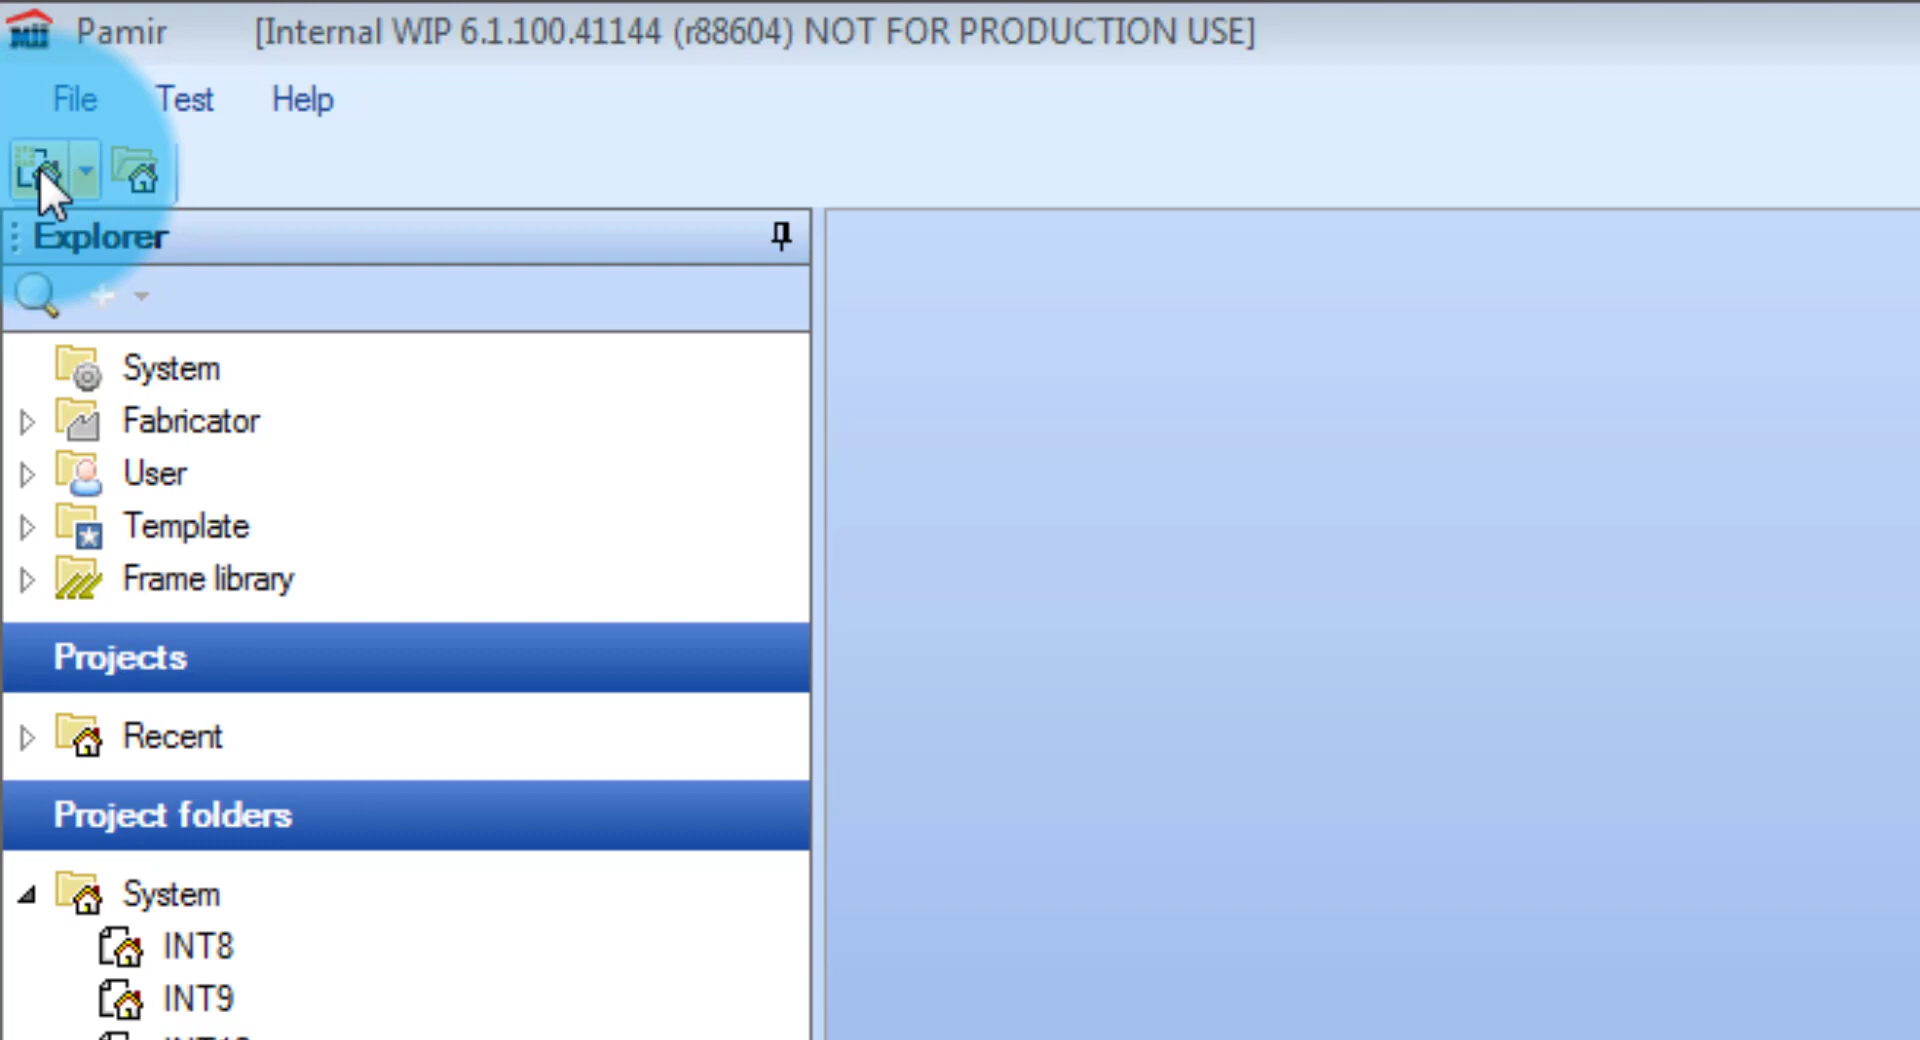 Pamir [Internal WIP 6.1.100.41144 (r88604) NOT FOR PRODUCTION USE]
File Test Help
Explorer
System
Fabricator
User
Template
Frame library
Projects
Recent
Project folders
System
INT8
INT9